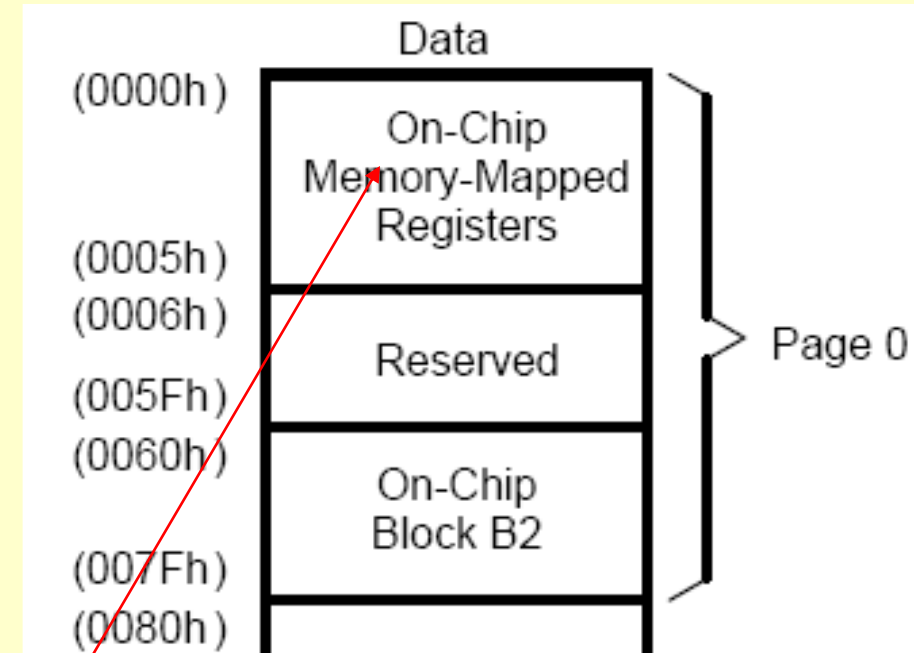 Data
(0000h)
On-Chip
Memory-Mapped
Registers
(0005h)
(0006h)
Reserved
Page 0
(005Fh)
(0060h)
On-Chip
Block B2
(007Fh)
(0080h)